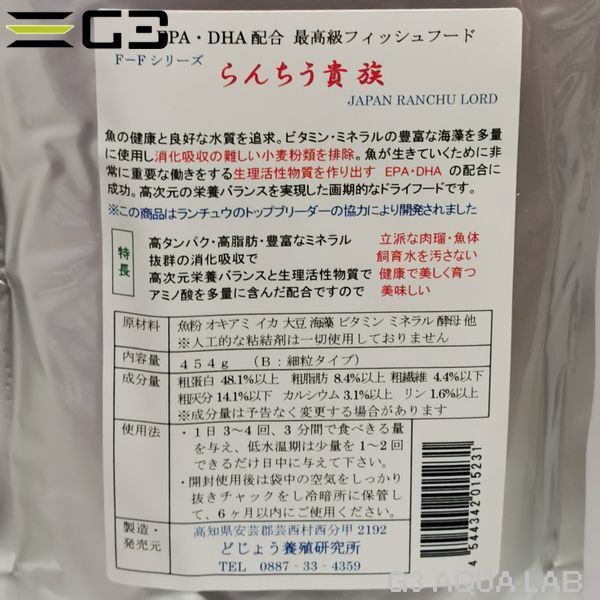 G3
EPA・DHA配合 最高級フィッシュフード
F−Fシリーズ
らんちう貴族
JAPAN RANCHU LORD
魚の健康と良好な水質を追求。ビタミン・ミネラルの豊富な海藻を多量
に使用し消化吸収の難しい小麦粉類を排除。魚が生きていくために非
常に重要な働きをする生理活性物質を作り出す EPA・DHA の配合に
成功。高次元の栄養バランスを実現した画期的なドライフードです。
※この商品はランチュウのトップブリーダーの協力により開発されました
特長
高タンパク・高脂肪・豊富なミネラル 立派な肉瑠・魚体
抜群の消化吸収で 飼育水を汚さない
高次元栄養バランスと生理活性物質で 健康で美しく育つ
アミノ酸を多量に含んだ配合ですので 美味しい
原材料 魚粉 オキアミ イカ 大豆 海藻 ビタミン ミネラル 酵母 他
※人工的な粘結剤は一切使用しておりません
内容量 454g (B:細粒タイプ)
成分量 粗蛋白 48.1%以上 粗脂肪 8.4%以上 粗繊維 4.4%以下
粗灰分 14.1%以下 カルシウム 3.1%以上 リン 1.6%以上
※成分量は予告なく変更する場合があります
使用法 ・1日3〜4回、3分間で食べきる量
を与え、低水温期は少量を1〜2回
できるだけ日中に与えて下さい。
・開封使用後は袋中の空気をしっかり
抜きチャックをし冷暗所に保管し
て、6ヶ月以内にご使用ください。
製造・発売元 高知県安芸郡芸西村西分甲2192
どじょう養殖研究所
TEL 0887-33-4359
4 544342 015231
G3 AQUA LAB